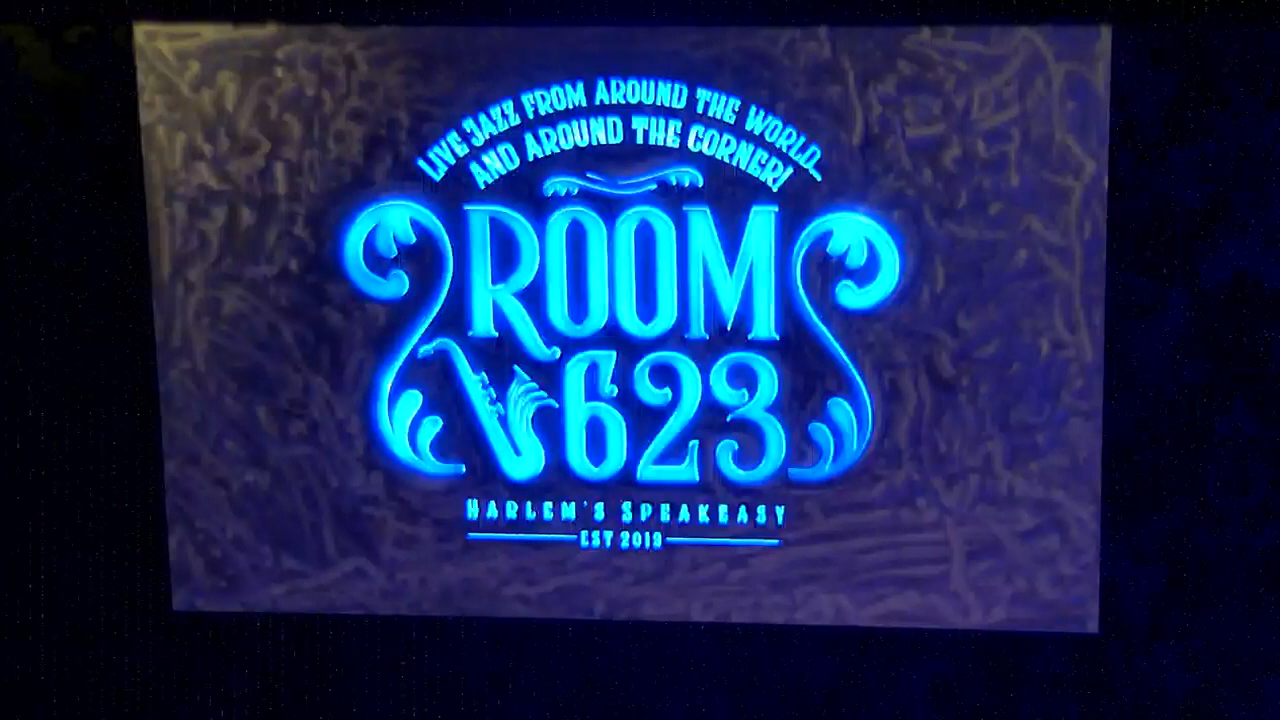 LIVE JAZZ FROM AROUND THE WORLD...
AND AROUND THE CORNER!
ROOM
623
HARLEM'S SPEAKEASY
EST 2019